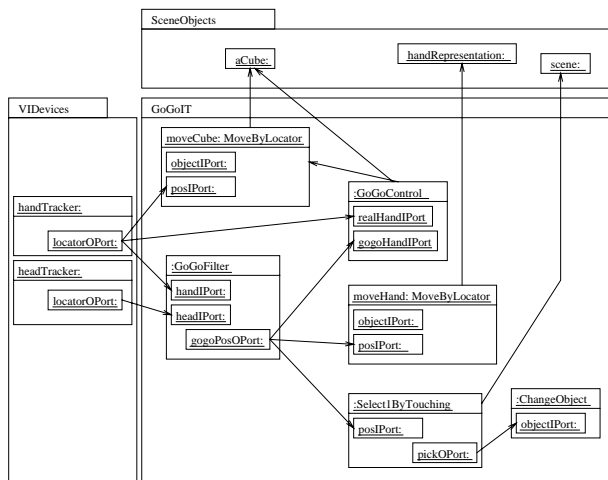 SceneObjects
aCube:
handRepresentation:
scene:
VIDevices
GoGoIT
moveCube: MoveByLocator
objectIPort:
posIPort:
:GoGoControl
realHandIPort
gogoHandIPort
handTracker:
locatorOPort:
headTracker:
locatorOPort:
:GoGoFilter
handIPort:
headIPort:
gogoPosOPort:
moveHand: MoveByLocator
objectIPort:
posIPort:
:Select1ByTouching
posIPort:
pickOPort:
:ChangeObject
objectIPort: